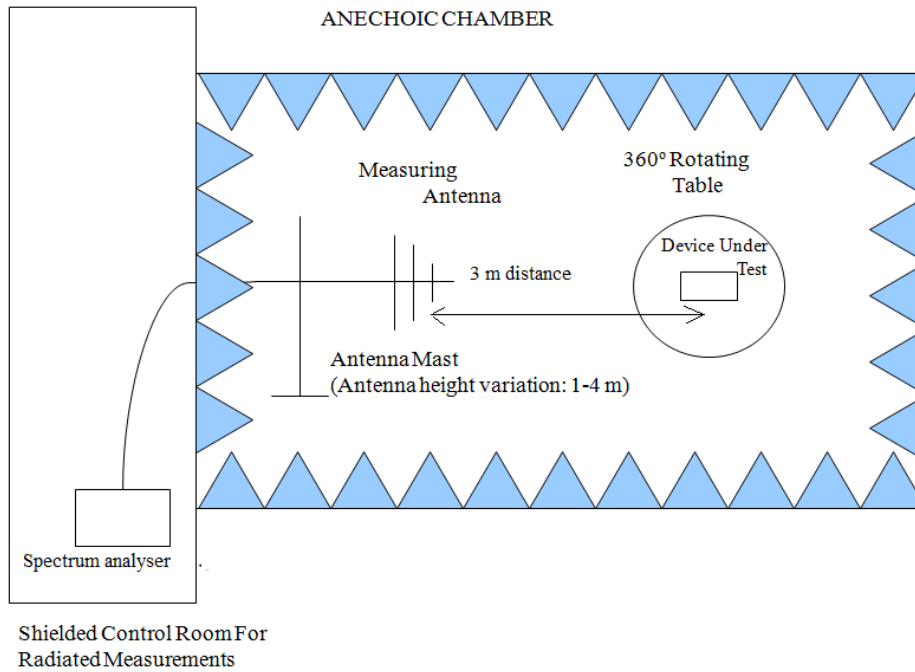 ANECHOIC CHAMBER
Measuring
Antenna
360º Rotating
Table
Device Under
Test
3 m distance
Antenna Mast
(Antenna height variation: 1-4 m)
Spectrum analyser
Shielded Control Room For
Radiated Measurements